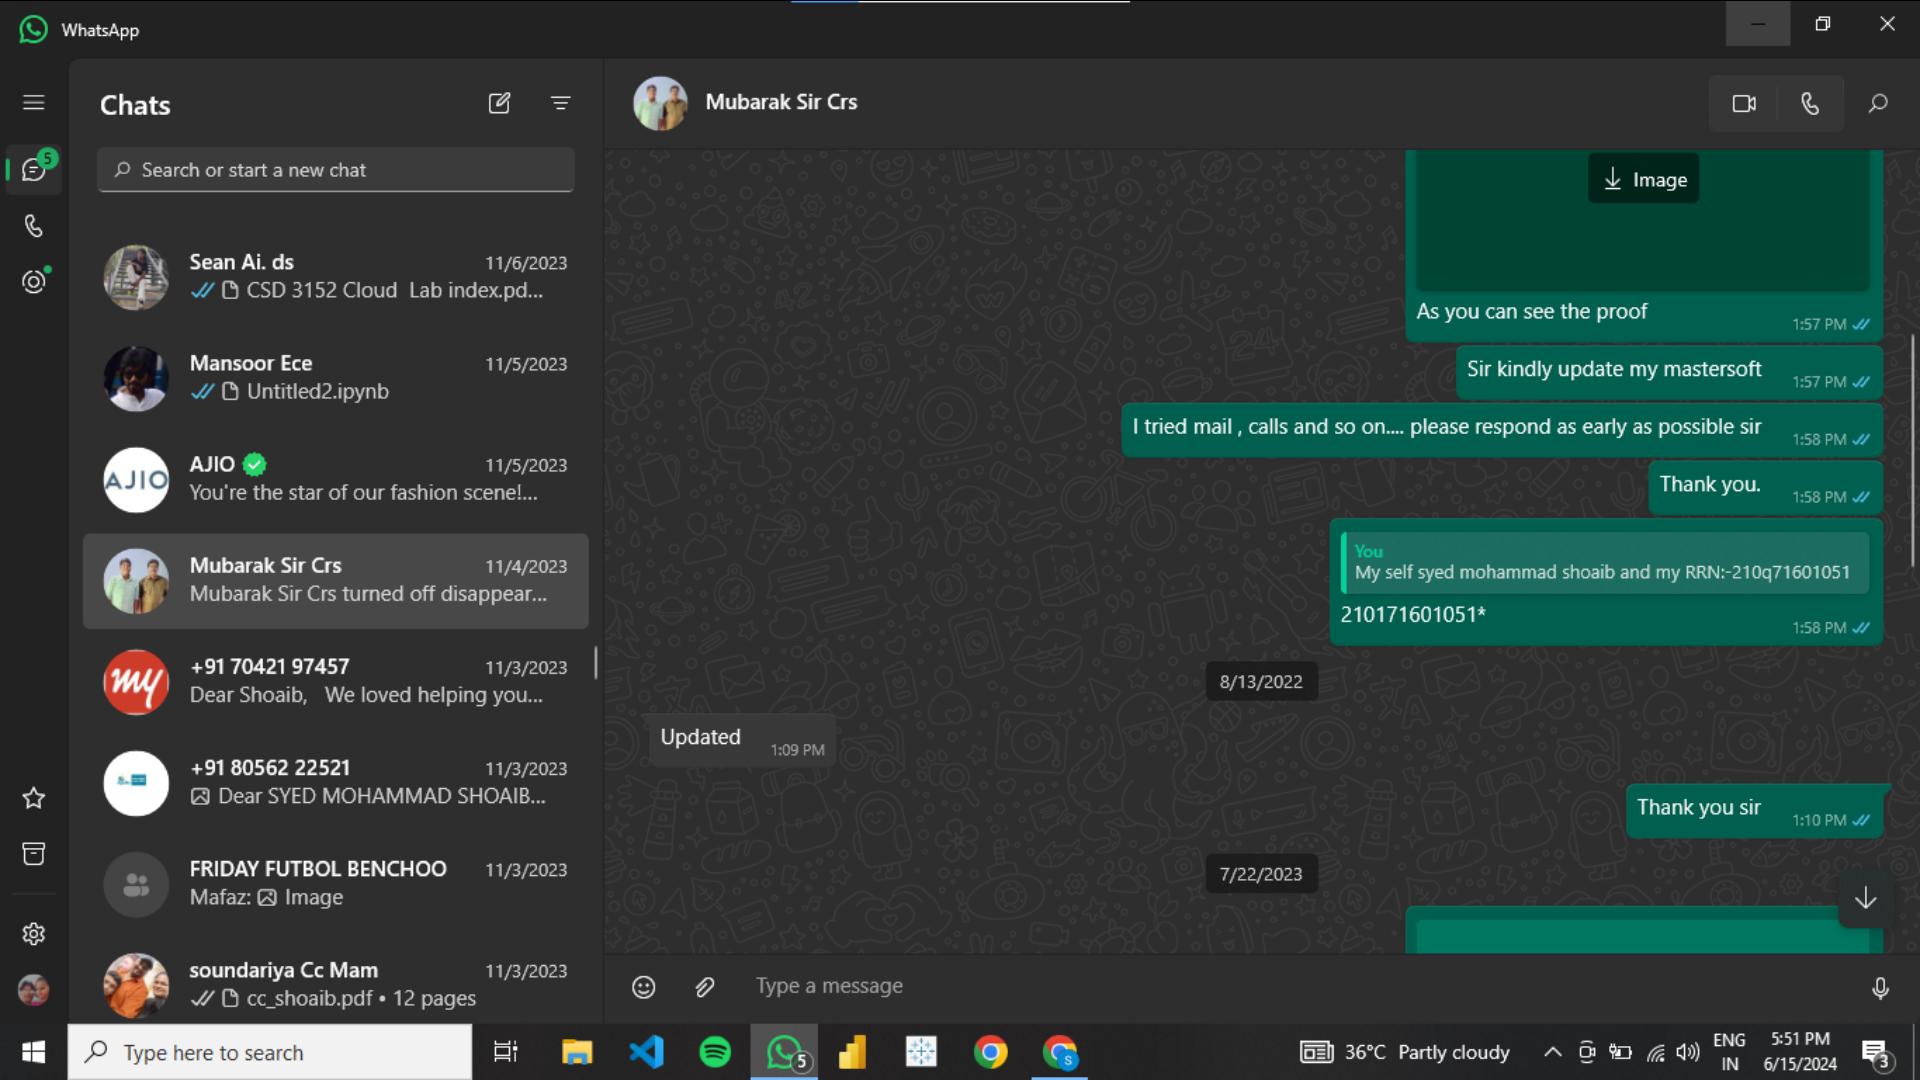 WhatsApp
Chats
5
Search or start a new chat
Sean Ai. ds 11/6/2023
CSD 3152 Cloud Lab index.pd...
Mansoor Ece 11/5/2023
Untitled2.ipynb
AJIO 11/5/2023
AJIO
You're the star of our fashion scene!...
Mubarak Sir Crs 11/4/2023
Mubarak Sir Crs turned off disappear...
+91 70421 97457 11/3/2023
my
Dear Shoaib, We loved helping you...
+91 80562 22521 11/3/2023
Dear SYED MOHAMMAD SHOAIB...
FRIDAY FUTBOL BENCHOO 11/3/2023
Mafaz: Image
soundariya Cc Mam 11/3/2023
cc_shoaib.pdf • 12 pages
Mubarak Sir Crs
Image
As you can see the proof
1:57 PM
Sir kindly update my mastersoft
1:57 PM
I tried mail , calls and so on.... please respond as early as possible sir
1:58 PM
Thank you.
1:58 PM
You
My self syed mohammad shoaib and my RRN:-210q71601051
210171601051*
1:58 PM
8/13/2022
Updated
1:09 PM
Thank you sir
1:10 PM
7/22/2023
Type a message
Type here to search
5
S
36°C Partly cloudy
ENG
IN
5:51 PM
6/15/2024
3